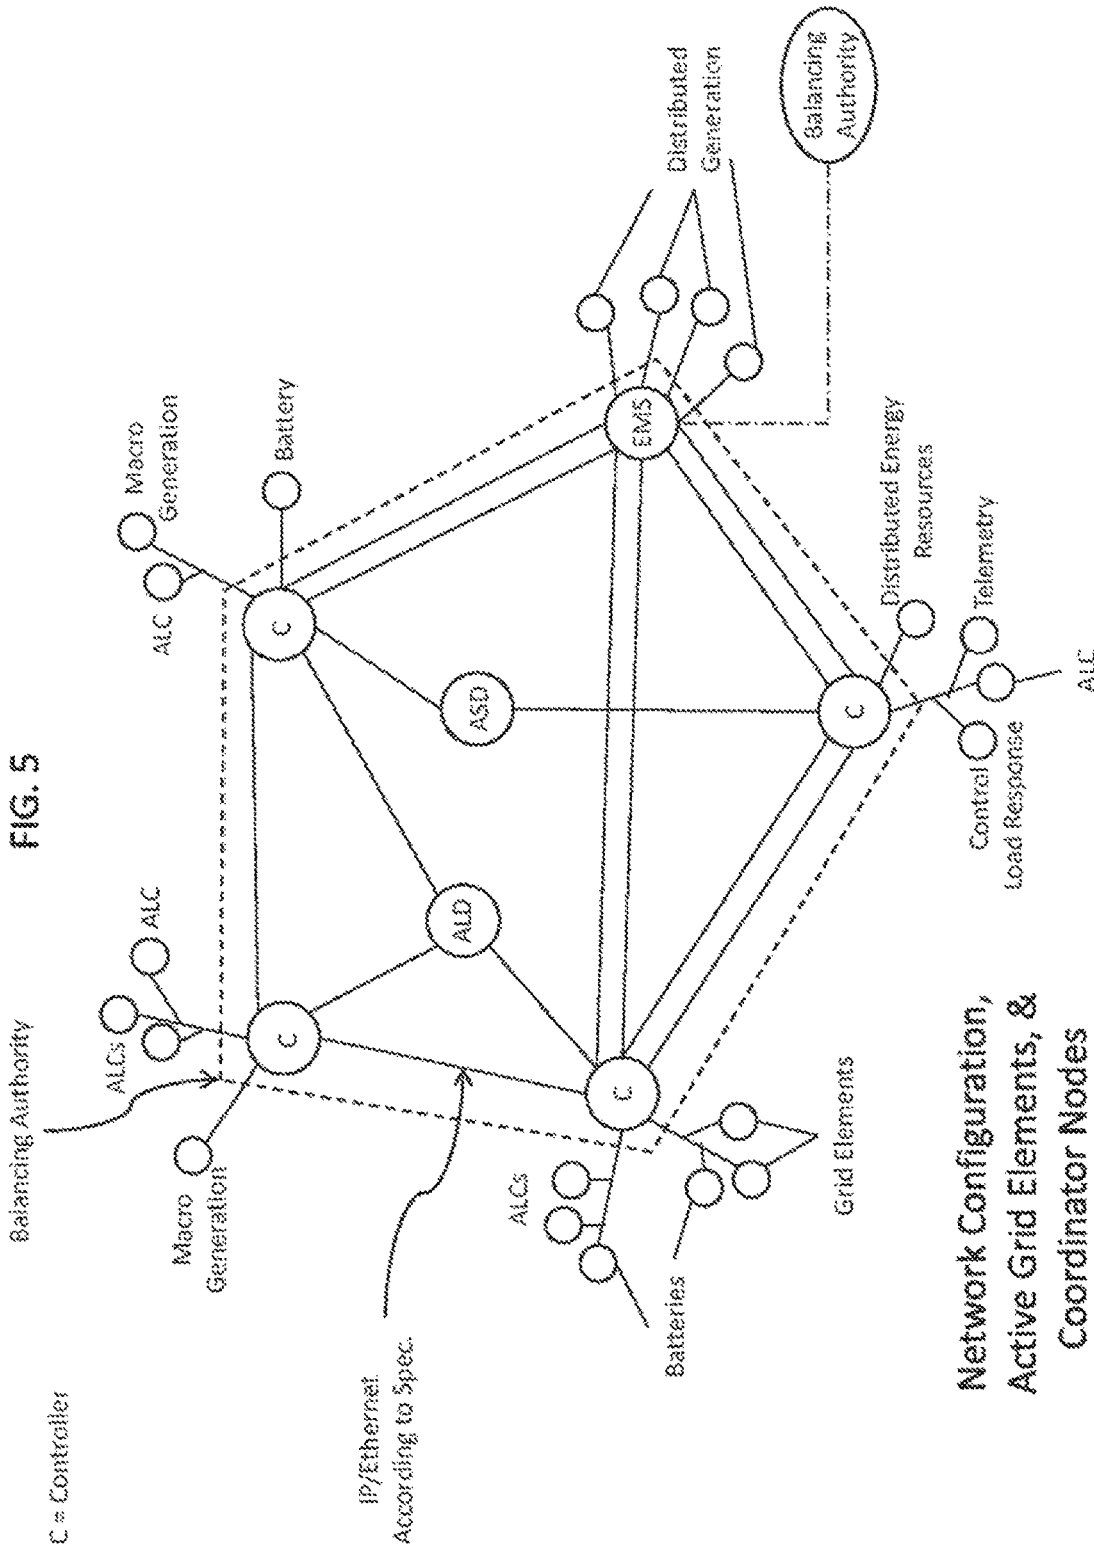 FIG. 5
C = Controller
Balancing Authority
IP/Ethernet
According to Spec.
Macro
Generation
ALCs
ALC
C
ALC
Macro
Generation
C
Battery
ALD
ASD
ALCs
Batteries
C
EMS
Distributed
Generation
Balancing
Authority
Grid Elements
C
Distributed Energy
Resources
Telemetry
Control
Load Response
ALC
Network Configuration,
Active Grid Elements, &
Coordinator Nodes